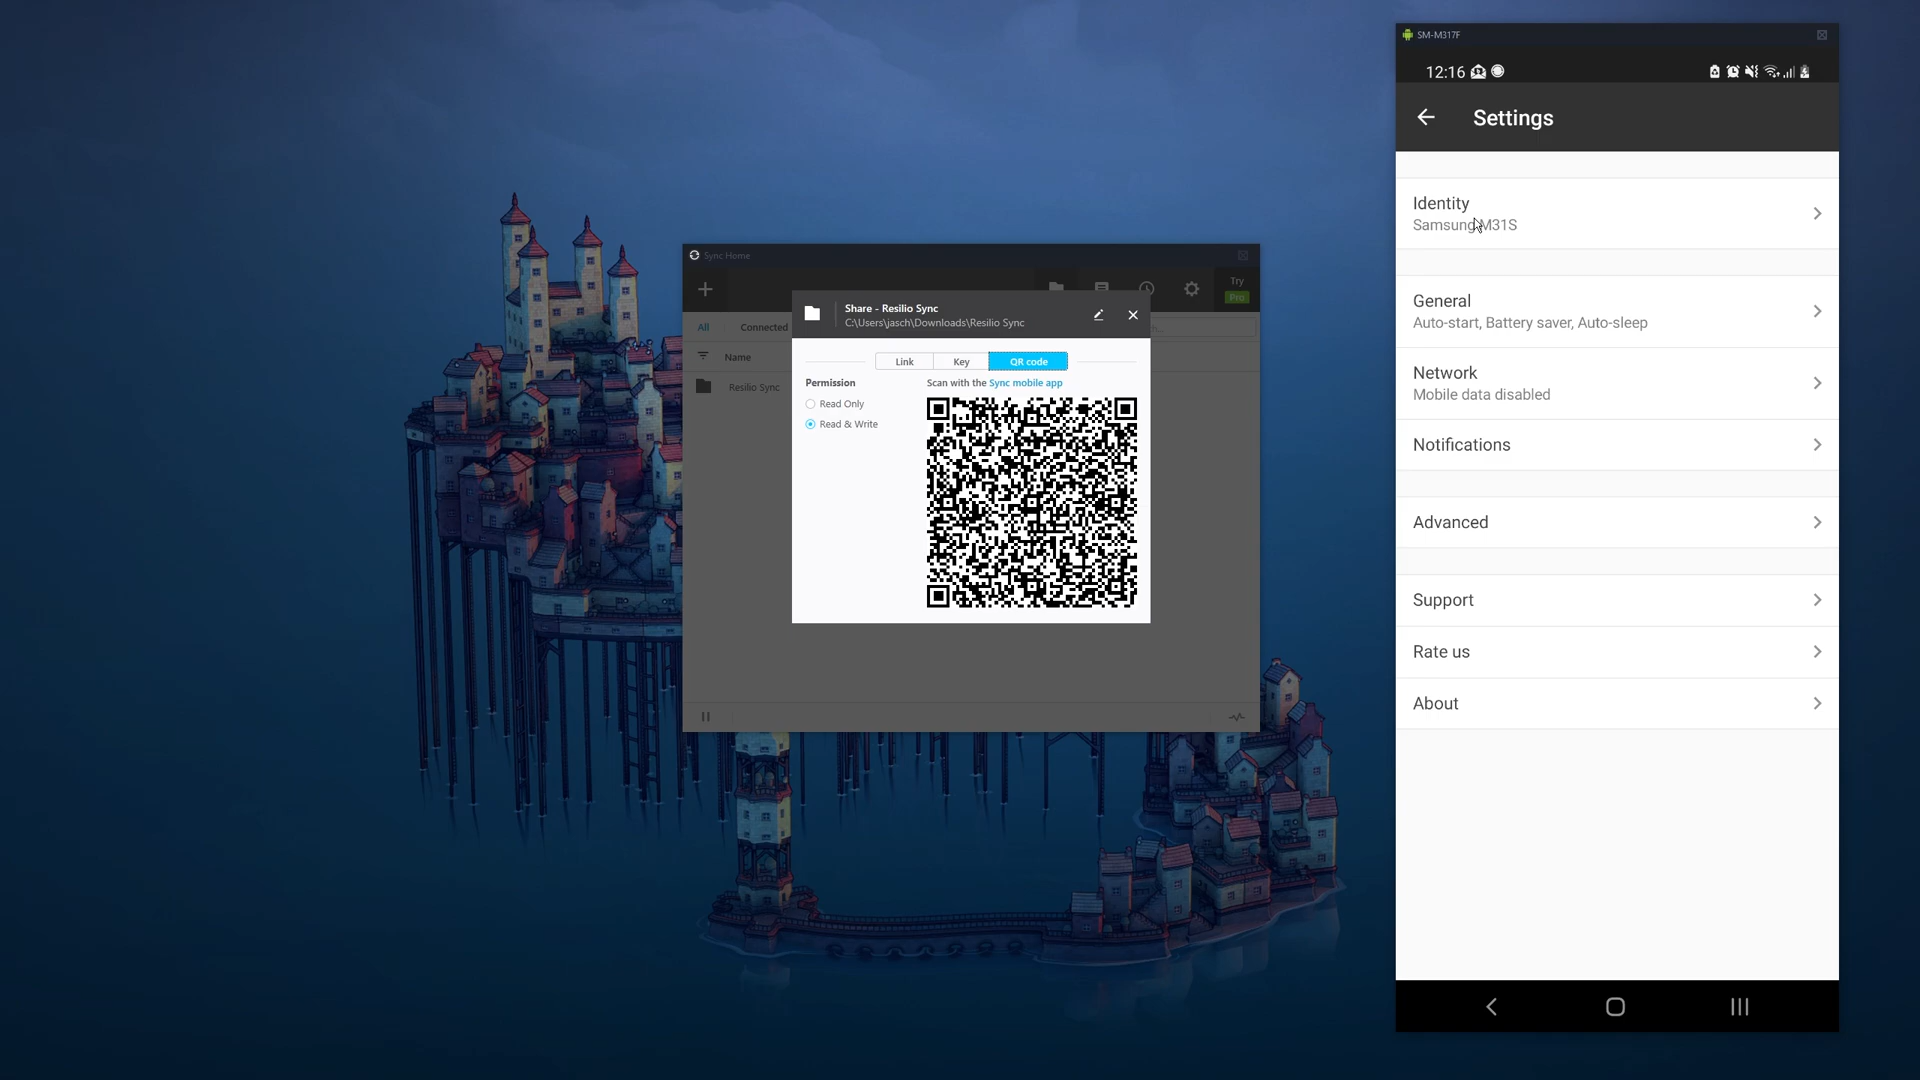 Sync Home
Try
Pro
All
Connected
Name
Resilio Sync
Share - Resilio Sync
C:\Users\jasch\Downloads\Resilio Sync
Link
Key
QR code
Permission
Read Only
Read & Write
Scan with the Sync mobile app
SM-M317F
12:16
Settings
Identity
Samsung M31S
General
Auto-start, Battery saver, Auto-sleep
Network
Mobile data disabled
Notifications
Advanced
Support
Rate us
About